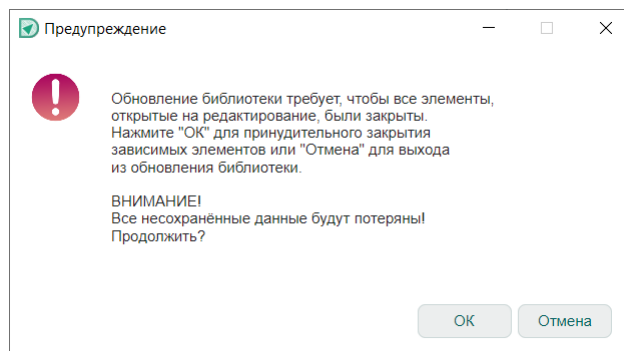 Предупреждение
Обновление библиотеки требует, чтобы все элементы,
открытые на редактирование, были закрыты.
Нажмите "ОК" для принудительного закрытия
зависимых элементов или "Отмена" для выхода
из обновления библиотеки.
ВНИМАНИЕ!
Все несохранённые данные будут потеряны!
Продолжить?
ОК
Отмена